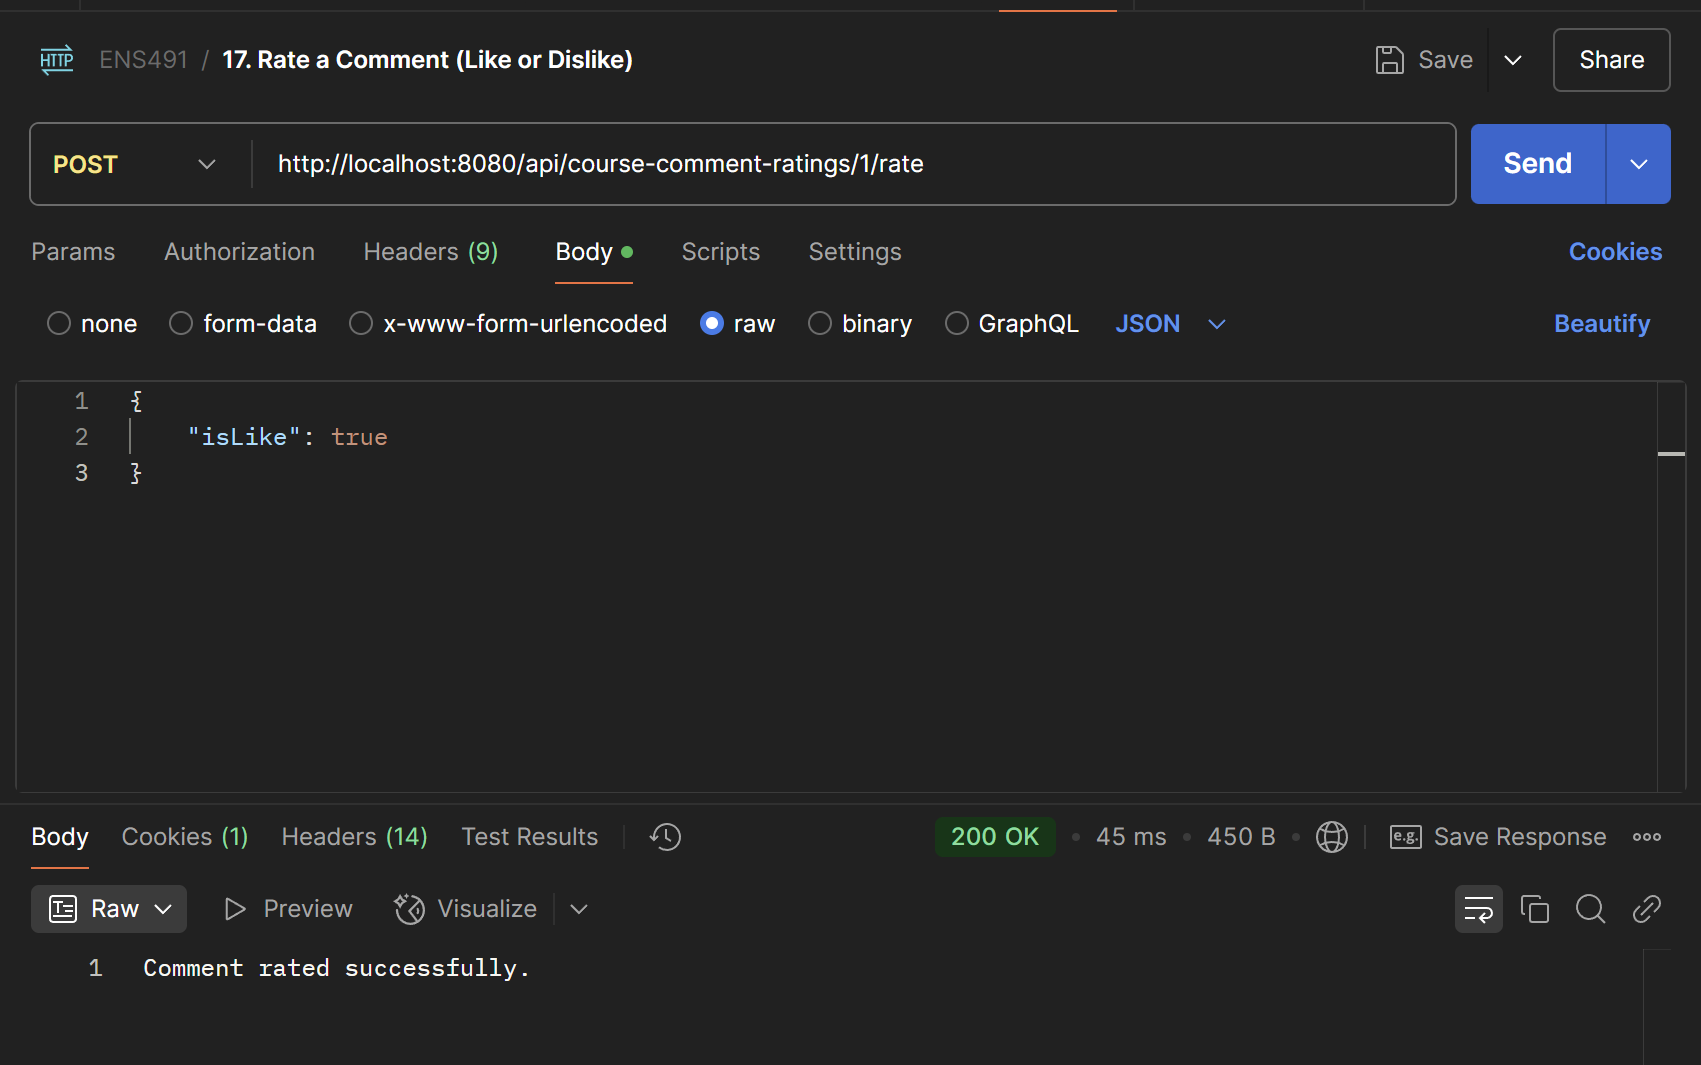 HTTP ENS491 / 17. Rate a Comment (Like or Dislike) Save Share
POST http://localhost:8080/api/course-comment-ratings/1/rate Send
Params Authorization Headers (9) Body Scripts Settings Cookies
none form-data x-www-form-urlencoded raw binary GraphQL JSON Beautify
1 {
2 "isLike": true
3 }
Body Cookies (1) Headers (14) Test Results 200 OK 45 ms 450 B e.g. Save Response
Raw Preview Visualize
1 Comment rated successfully.